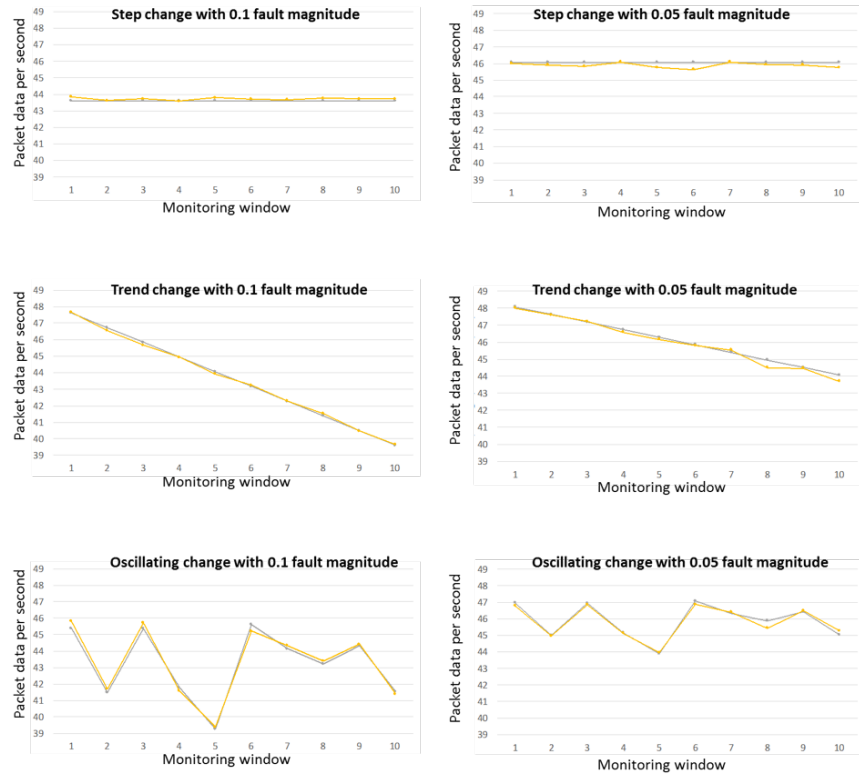 Step change with 0.1 fault magnitude
Packet data per second
49
48
47
46
45
44
43
42
41
40
39
1 2 3 4 5 6 7 8 9 10
Monitoring window
Step change with 0.05 fault magnitude
Packet data per second
49
48
47
46
45
44
43
42
41
40
39
1 2 3 4 5 6 7 8 9 10
Monitoring window
Trend change with 0.1 fault magnitude
Packet data per second
49
48
47
46
45
44
43
42
41
40
39
1 2 3 4 5 6 7 8 9 10
Monitoring window
Trend change with 0.05 fault magnitude
Packet data per second
49
48
47
46
45
44
43
42
41
40
39
1 2 3 4 5 6 7 8 9 10
Monitoring window
Oscillating change with 0.1 fault magnitude
Packet data per second
49
48
47
46
45
44
43
42
41
40
39
1 2 3 4 5 6 7 8 9 10
Monitoring window
Oscillating change with 0.05 fault magnitude
Packet data per second
49
48
47
46
45
44
43
42
41
40
39
1 2 3 4 5 6 7 8 9 10
Monitoring window